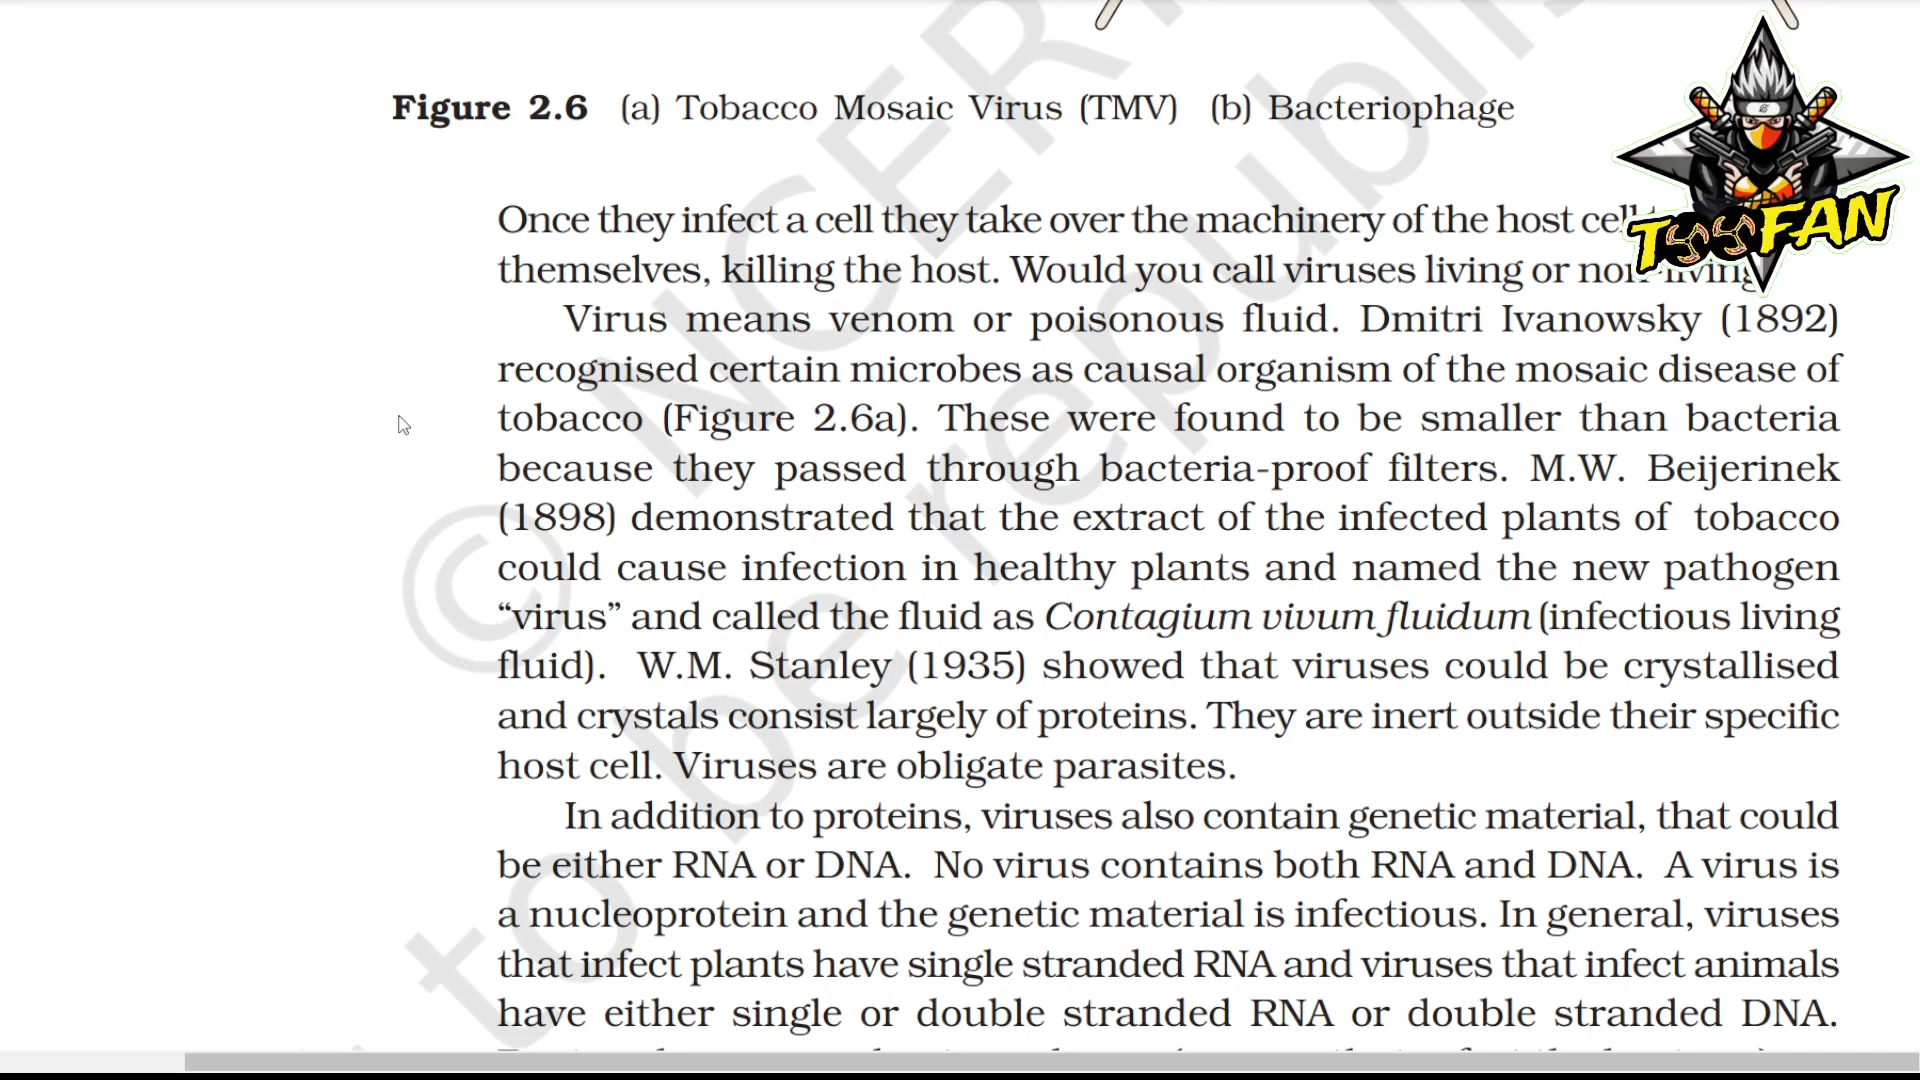 Figure 2.6 (a) Tobacco Mosaic Virus (TMV) (b) Bacteriophage
Once they infect a cell they take over the machinery of the host cell
themselves, killing the host. Would you call viruses living or non-living
Virus means venom or poisonous fluid. Dmitri Ivanowsky (1892)
recognised certain microbes as causal organism of the mosaic disease of
tobacco (Figure 2.6a). These were found to be smaller than bacteria
because they passed through bacteria-proof filters. M.W. Beijerinek
(1898) demonstrated that the extract of the infected plants of tobacco
could cause infection in healthy plants and named the new pathogen
“virus” and called the fluid as Contagium vivum fluidum (infectious living
fluid). W.M. Stanley (1935) showed that viruses could be crystallised
and crystals consist largely of proteins. They are inert outside their specific
host cell. Viruses are obligate parasites.
In addition to proteins, viruses also contain genetic material, that could
be either RNA or DNA. No virus contains both RNA and DNA. A virus is
a nucleoprotein and the genetic material is infectious. In general, viruses
that infect plants have single stranded RNA and viruses that infect animals
have either single or double stranded RNA or double stranded DNA.
TOOFAN
© NCER
to be republis